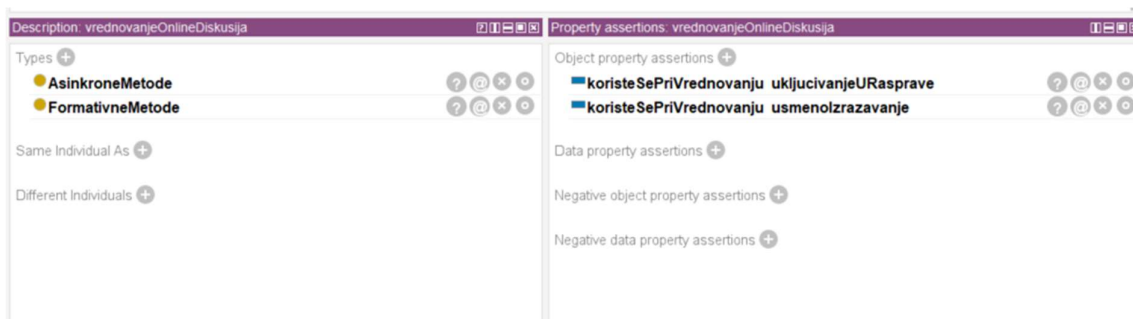 Description: vrednovanjeOnlineDiskusija
Types
AsinkroneMetode
FormativneMetode
Same Individual As
Different Individuals
Property assertions: vrednovanjeOnlineDiskusija
Object property assertions
koristeSePriVrednovanju ukljucivanjeURasprave
koristeSePriVrednovanju usmenoIzrazavanje
Data property assertions
Negative object property assertions
Negative data property assertions